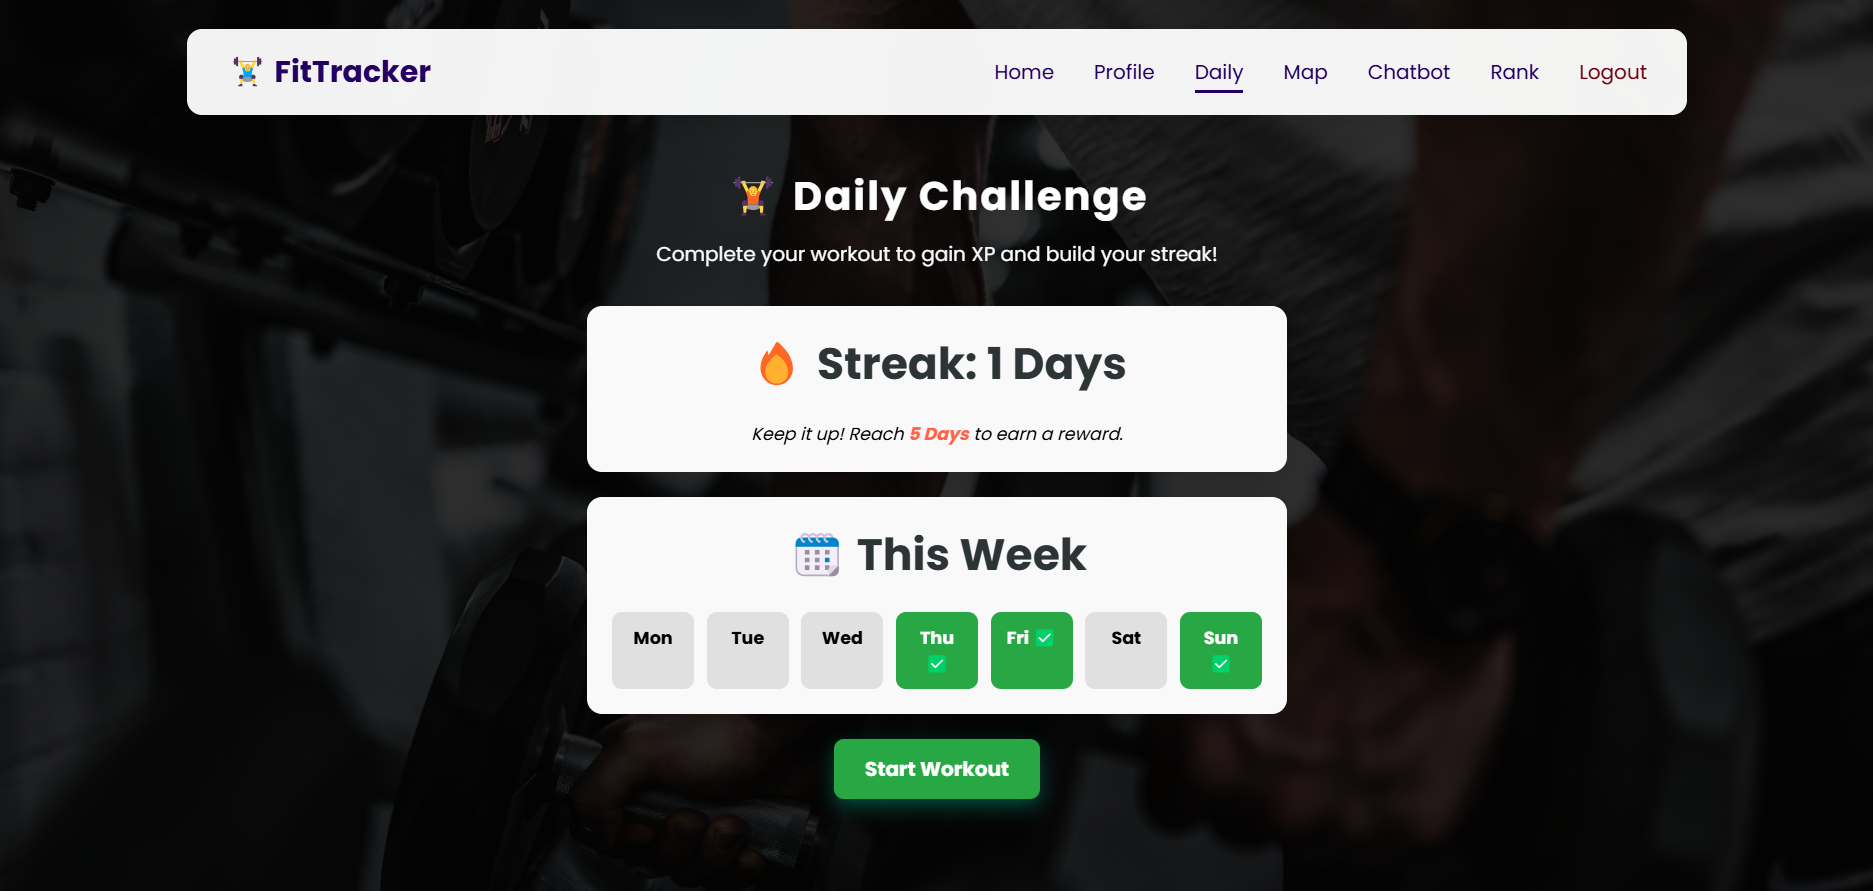 🏋️ FitTracker Home Profile Daily Map Chatbot Rank Logout
🏋️ Daily Challenge
Complete your workout to gain XP and build your streak!
🔥 Streak: 1 Days
Keep it up! Reach 5 Days to earn a reward.
📅 This Week
Mon Tue Wed Thu ✅ Fri ✅ Sat Sun ✅
Start Workout